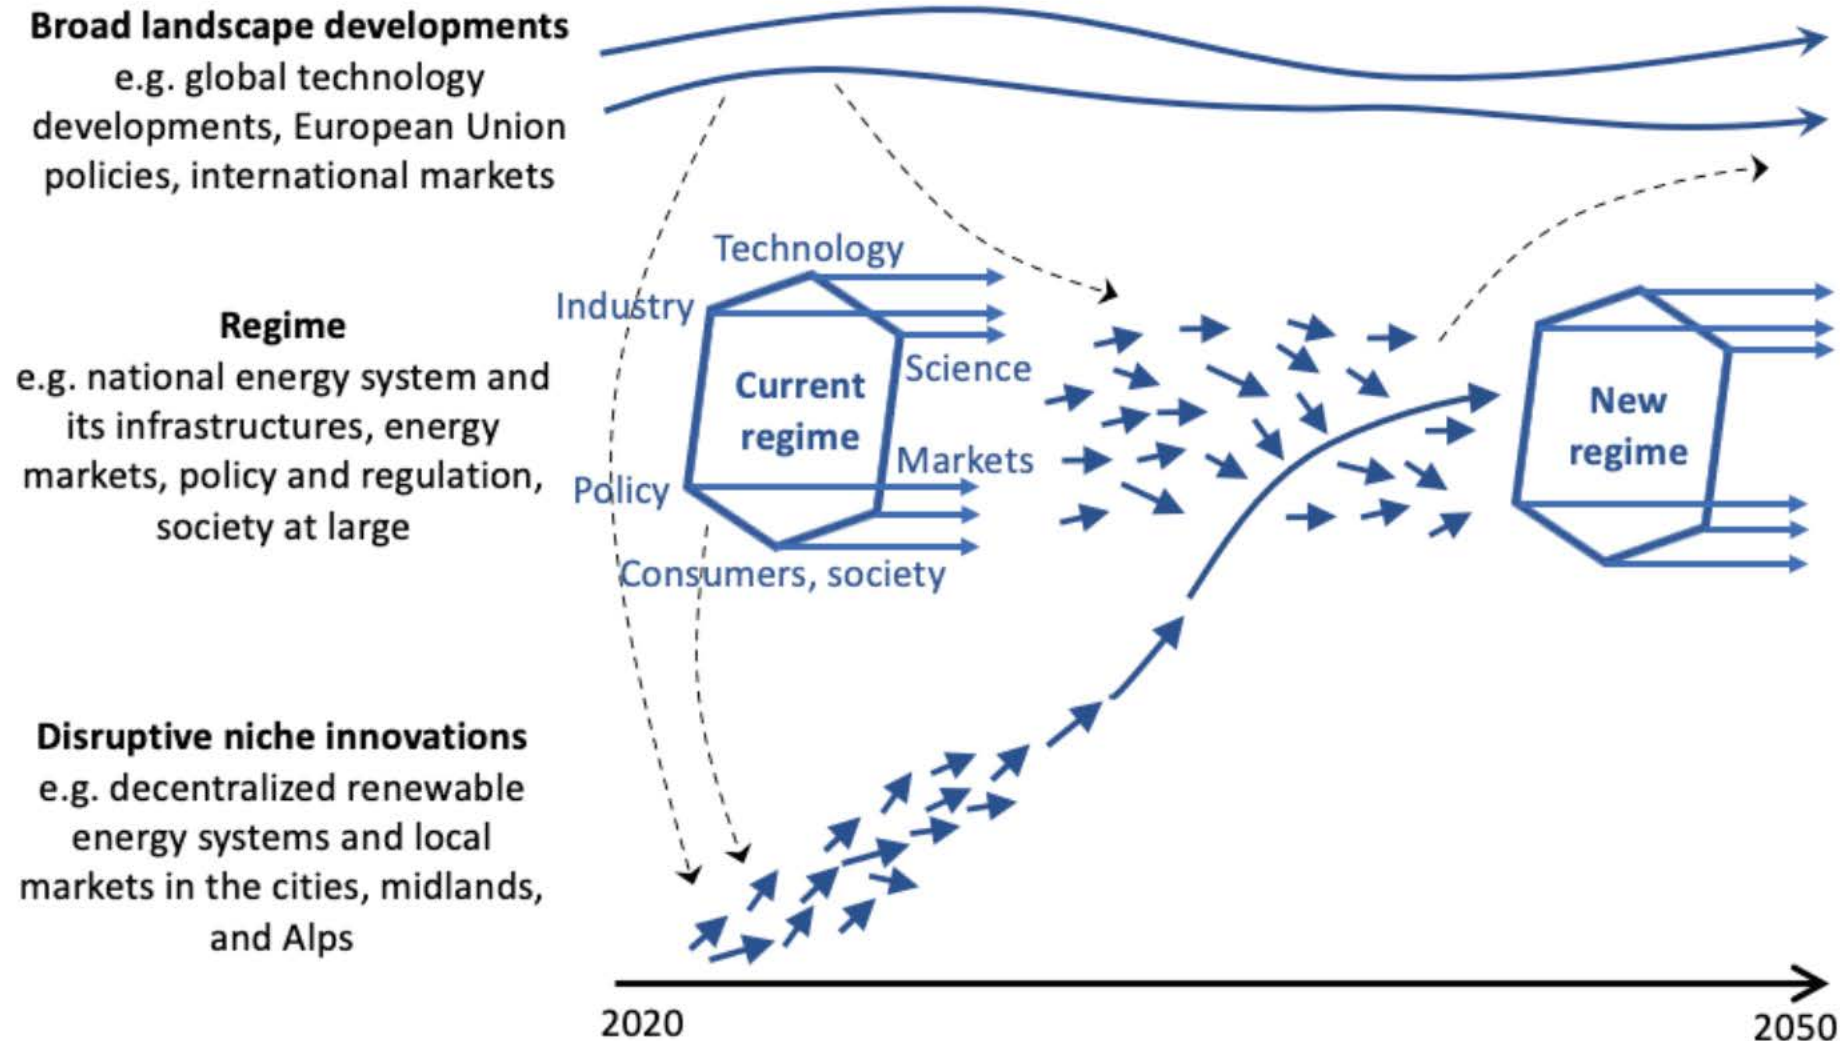 Broad landscape developments
e.g. global technology
developments, European Union
policies, international markets
Regime
e.g. national energy system and
its infrastructures, energy
markets, policy and regulation,
society at large
Disruptive niche innovations
e.g. decentralized renewable
energy systems and local
markets in the cities, midlands,
and Alps
Technology
Industry
Science
Current
regime
Markets
Policy
Consumers, society
New
regime
2020
2050